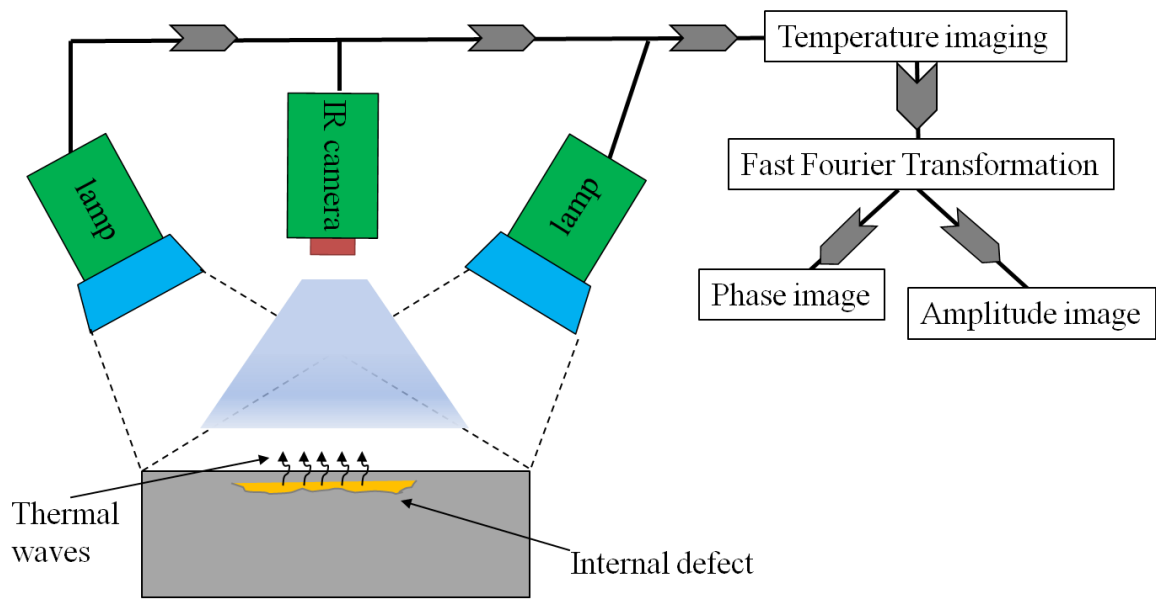 Temperature imaging
IR camera
lamp
lamp
Fast Fourier Transformation
Phase image
Amplitude image
Thermal
waves
Internal defect